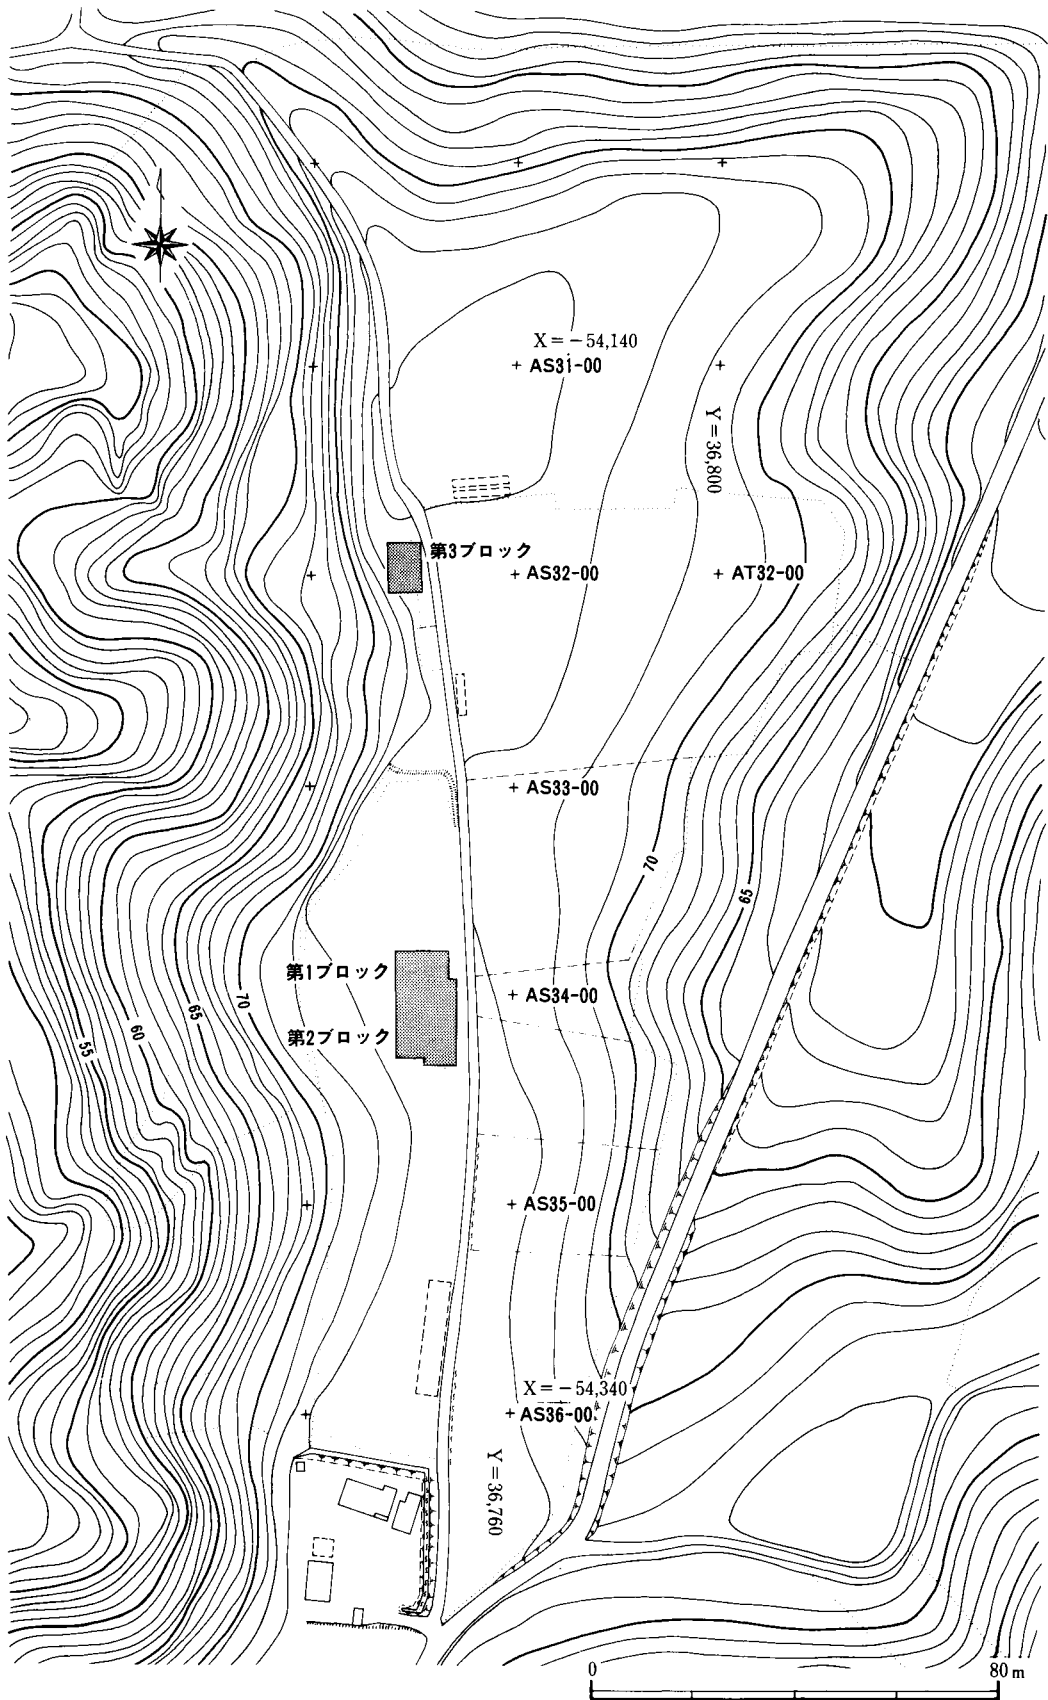 X = −54,140
+ AS31-00
Y = 36,800
第3ブロック
+ AS32-00
+ AT32-00
+ AS33-00
70
65
第1ブロック
+ AS34-00
第2ブロック
70
65
60
55
+ AS35-00
X = −54,340
+ AS36-00
Y = 36,760
0
80 m